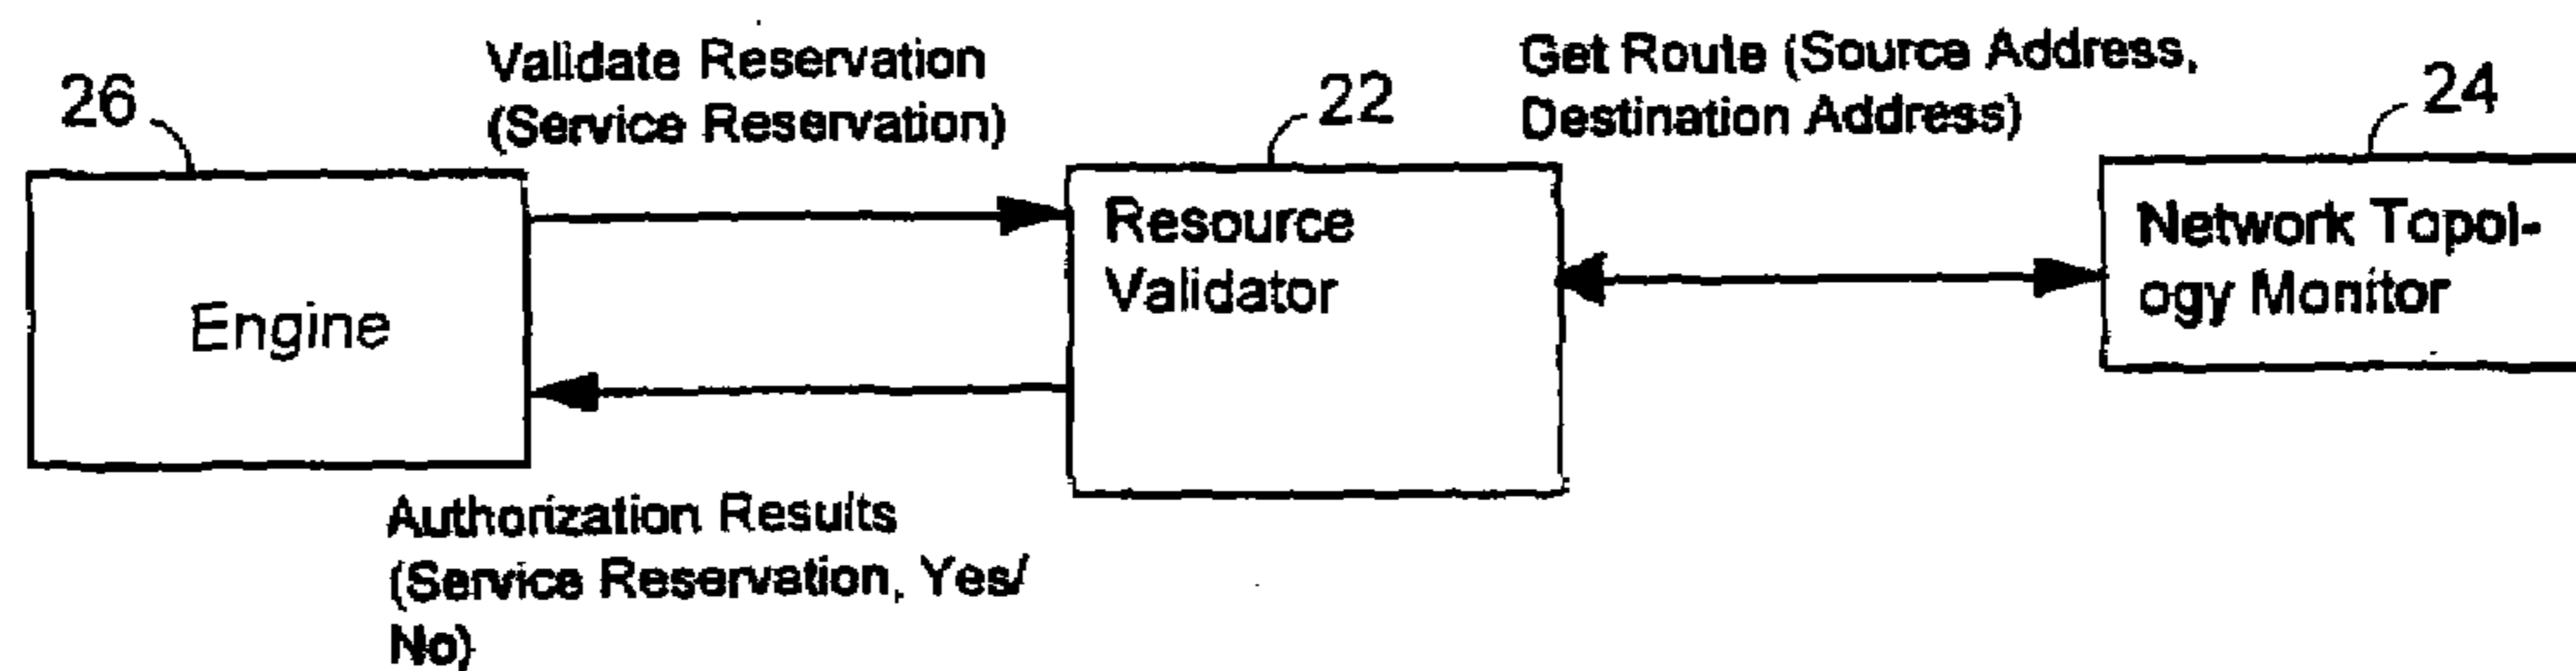 26
Validate Reservation
(Service Reservation)
22
Get Route (Source Address,
Destination Address)
24
Engine
Resource
Validator
Network Topol-
ogy Monitor
Authorization Results
(Service Reservation, Yes/
No)